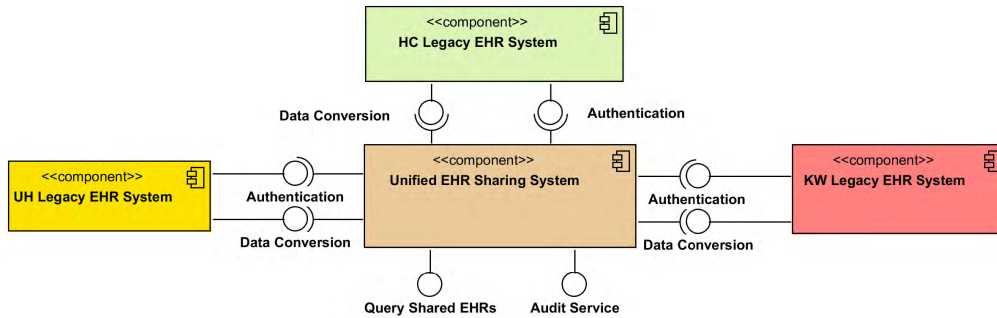 <<component>>
HC Legacy EHR System
Data Conversion
Authentication
<<component>>
UH Legacy EHR System
Authentication
Data Conversion
<<component>>
Unified EHR Sharing System
Authentication
Data Conversion
<<component>>
KW Legacy EHR System
Query Shared EHRs
Audit Service